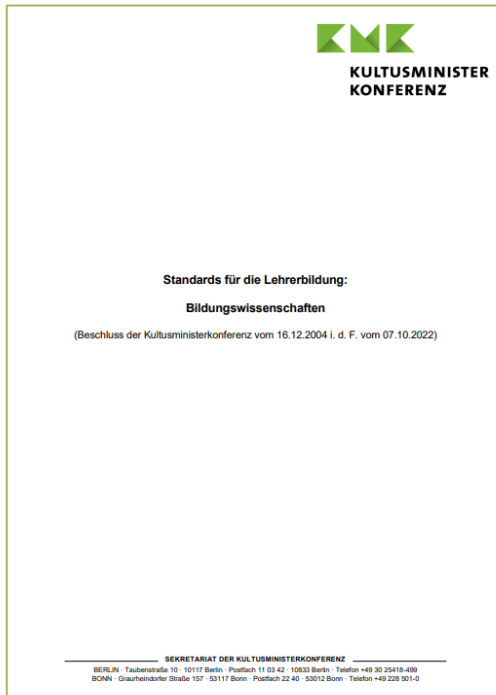 KMK
KULTUSMINISTER
KONFERENZ
Standards für die Lehrerbildung:
Bildungswissenschaften
(Beschluss der Kultusministerkonferenz vom 16.12.2004 i. d. F. vom 07.10.2022)
SEKRETARIAT DER KULTUSMINISTERKONFERENZ
BERLIN · Taubenstraße 10 · 10117 Berlin · Postfach 11 03 42 · 10833 Berlin · Telefon +49 30 25418-499
BONN · Graurheindorfer Straße 157 · 53117 Bonn · Postfach 22 40 · 53012 Bonn · Telefon +49 228 501-0